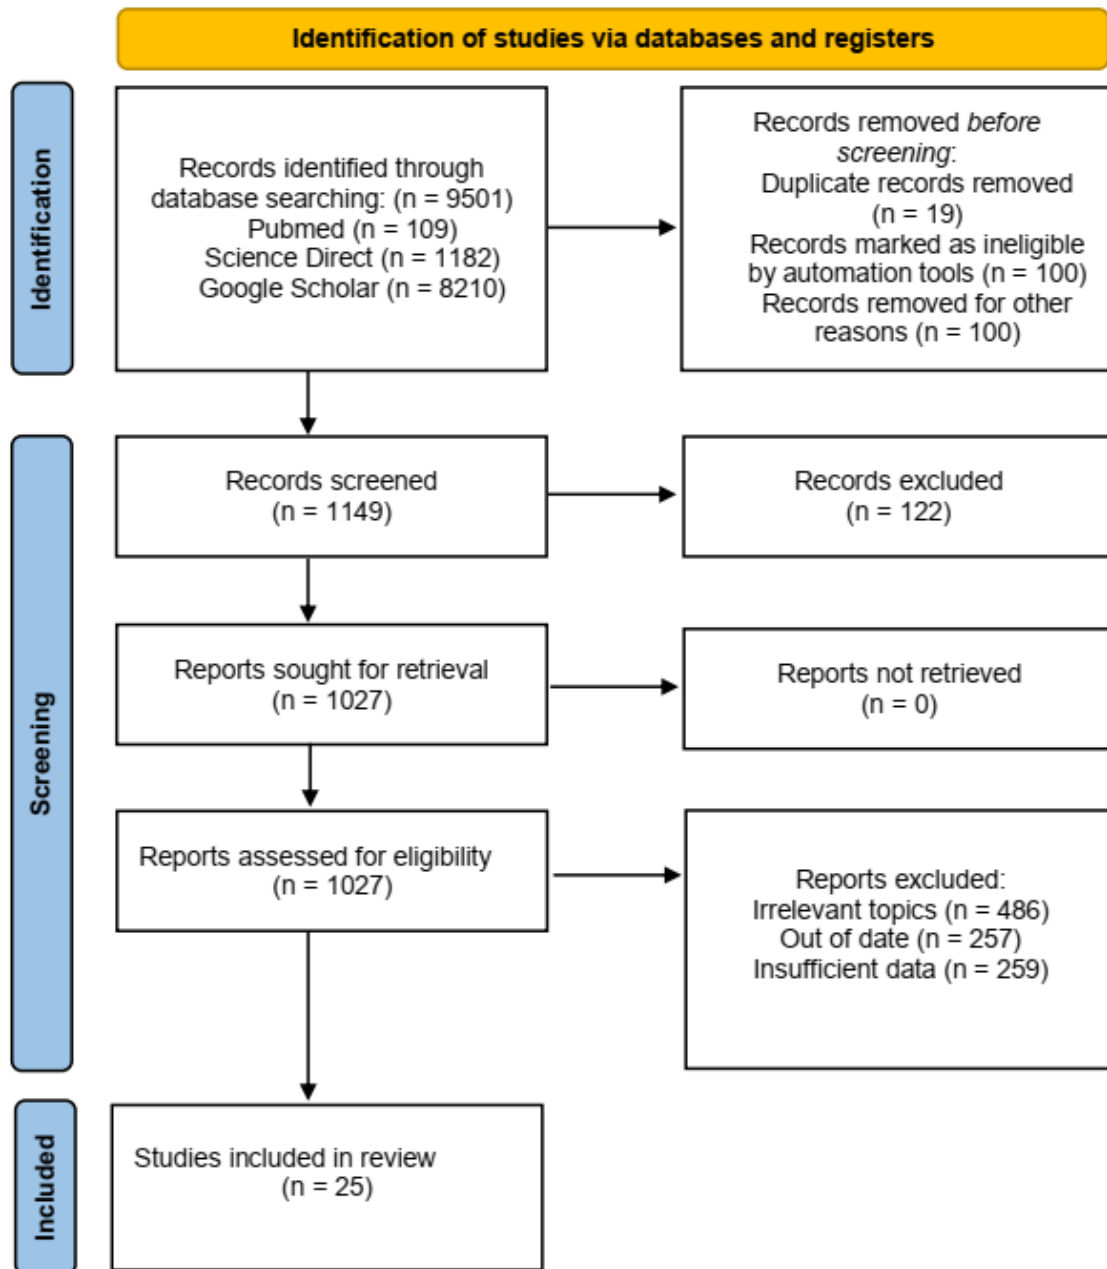 Identification of studies via databases and registers
Identification
Records identified through
database searching: (n = 9501)
Pubmed (n = 109)
Science Direct (n = 1182)
Google Scholar (n = 8210)
Records removed before
screening:
Duplicate records removed
(n = 19)
Records marked as ineligible
by automation tools (n = 100)
Records removed for other
reasons (n = 100)
Screening
Records screened
(n = 1149)
Records excluded
(n = 122)
Reports sought for retrieval
(n = 1027)
Reports not retrieved
(n = 0)
Reports assessed for eligibility
(n = 1027)
Reports excluded:
Irrelevant topics (n = 486)
Out of date (n = 257)
Insufficient data (n = 259)
Included
Studies included in review
(n = 25)